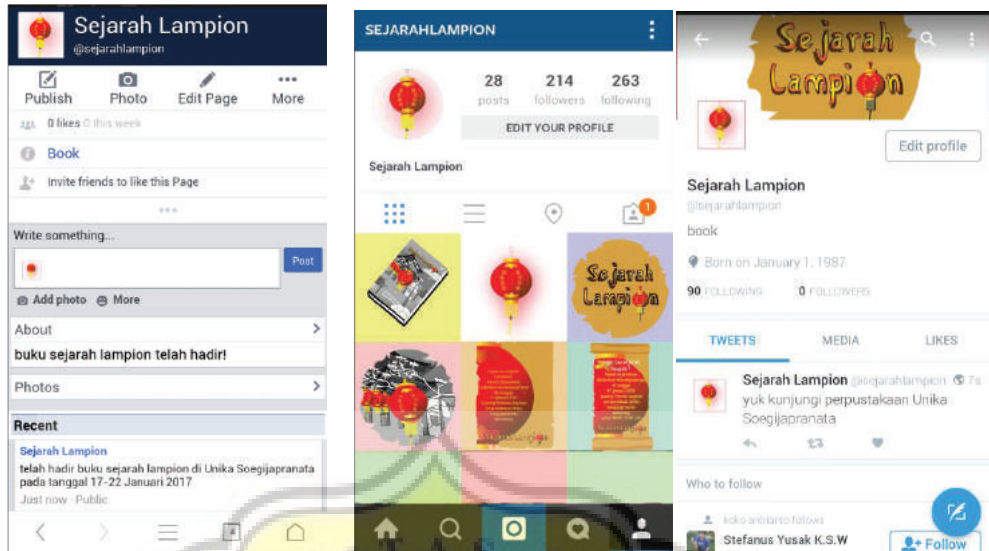 Sejarah Lampion
@sejarahlampion
Publish Photo Edit Page More
0 likes 0 this week
Book
Invite friends to like this Page
Write something...
Post
Add photo More
About
buku sejarah lampion telah hadir!
Photos
Recent
Sejarah Lampion
telah hadir buku sejarah lampion di Unika Soegijapranata
pada tanggal 17-22 Januari 2017
Just now · Public
SEJARAHLAMPION
28 214 263
posts followers following
EDIT YOUR PROFILE
Sejarah Lampion
1
Sejarah
Lampion
Sejarah
Lampion
Edit profile
Sejarah Lampion
@sejarahlampion
book
Born on January 1, 1987
90 FOLLOWING 0 FOLLOWERS
TWEETS MEDIA LIKES
Sejarah Lampion @sejarahlampion 7s
yuk kunjungi perpustakaan Unika
Soegijapranata
Who to follow
follows
Stefanus Yusak K.S.W
Follow